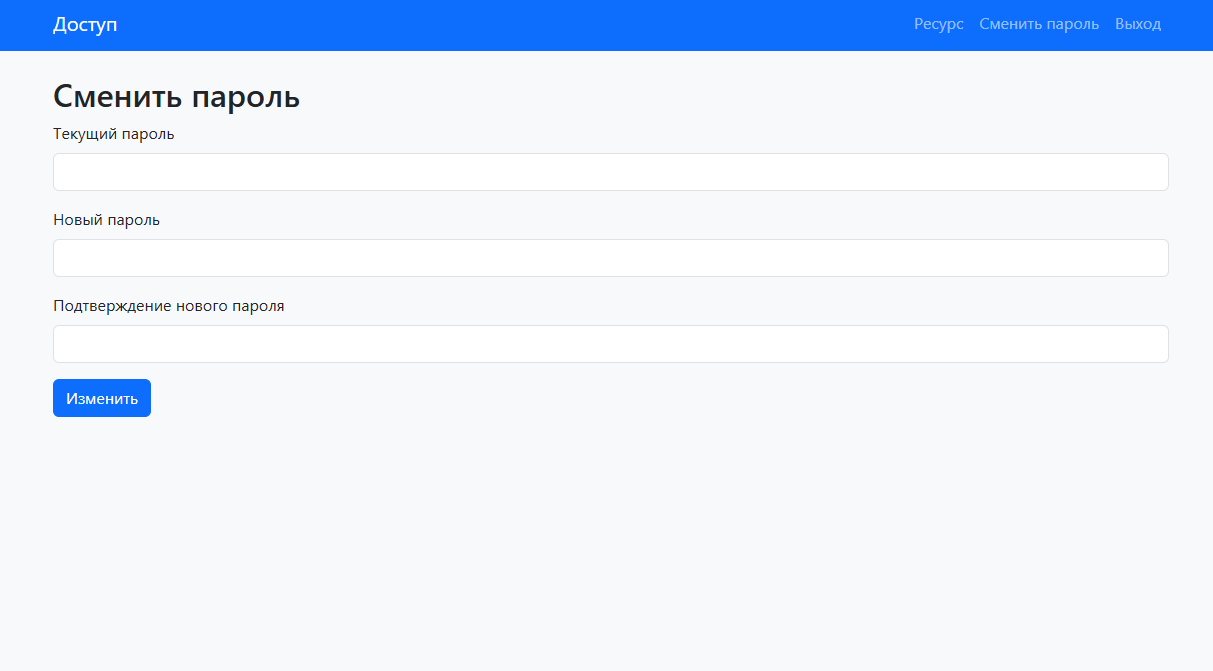 Доступ
Ресурс Сменить пароль Выход
Сменить пароль
Текущий пароль
Новый пароль
Подтверждение нового пароля
Изменить